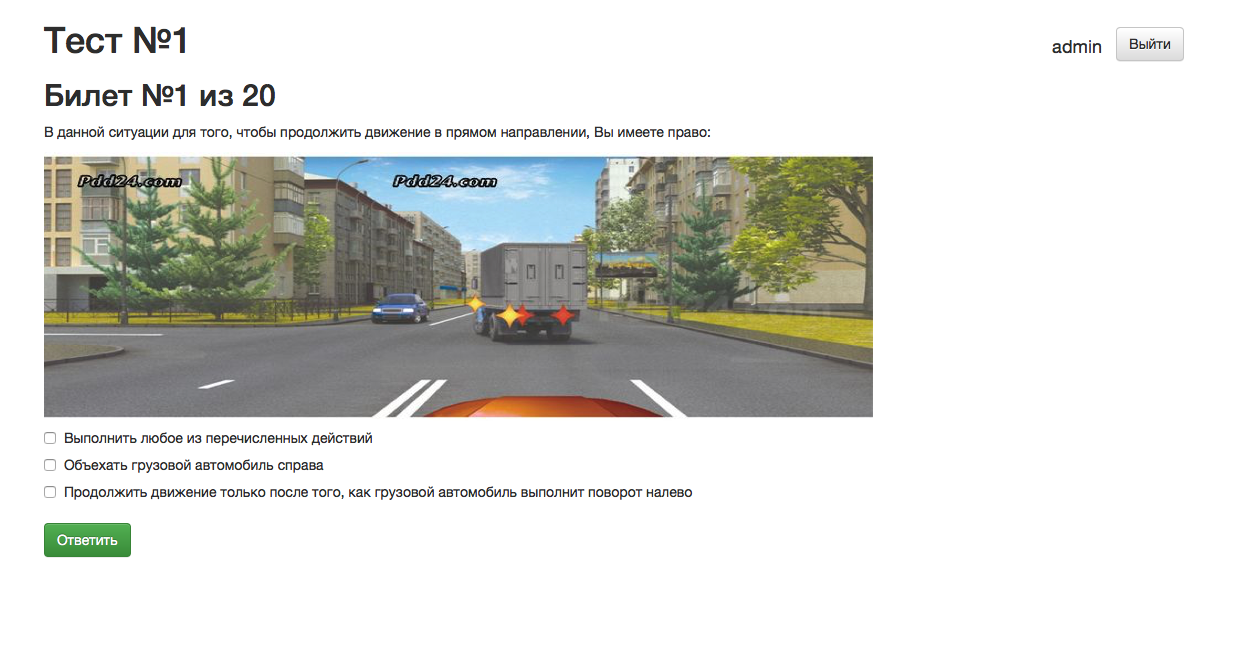 Тест №1
admin
Выйти
Билет №1 из 20
В данной ситуации для того, чтобы продолжить движение в прямом направлении, Вы имеете право:
Pdd24.com
Pdd24.com
Выполнить любое из перечисленных действий
Объехать грузовой автомобиль справа
Продолжить движение только после того, как грузовой автомобиль выполнит поворот налево
Ответить